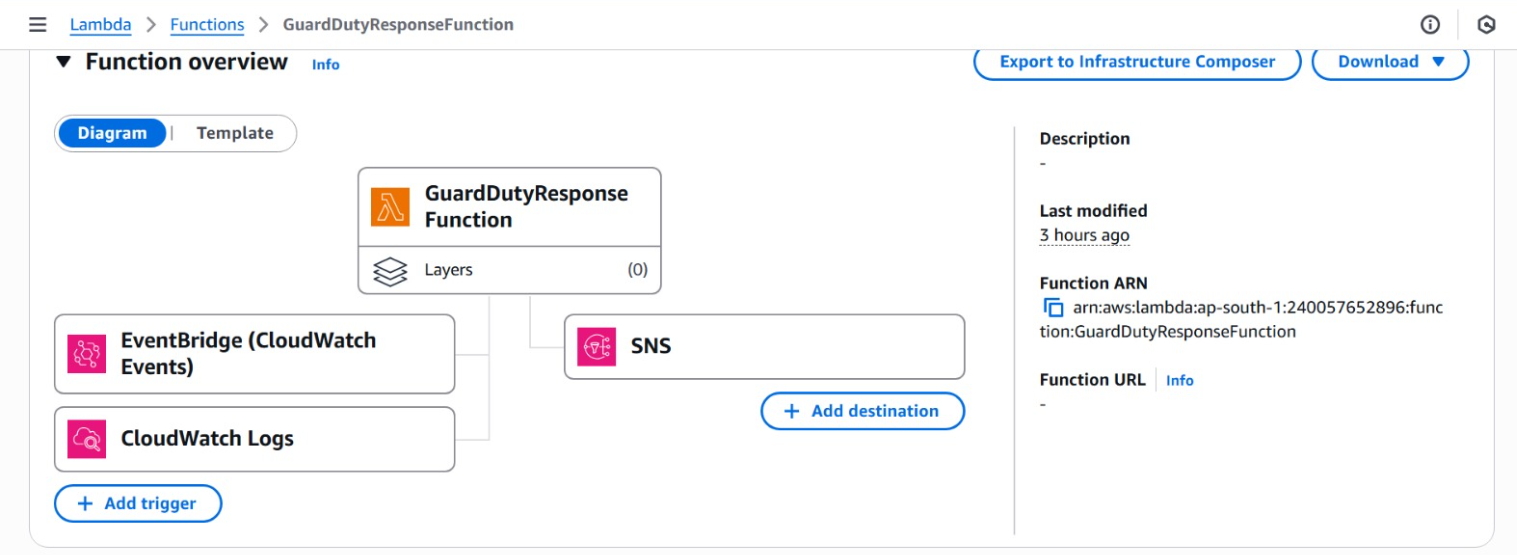 Lambda > Functions > GuardDutyResponseFunction
Function overview Info
Export to Infrastructure Composer
Download
Diagram | Template
GuardDutyResponse
Function
Layers (0)
EventBridge (CloudWatch
Events)
CloudWatch Logs
+ Add trigger
SNS
+ Add destination
Description
-
Last modified
3 hours ago
Function ARN
arn:aws:lambda:ap-south-1:240057652896:func
tion:GuardDutyResponseFunction
Function URL Info
-